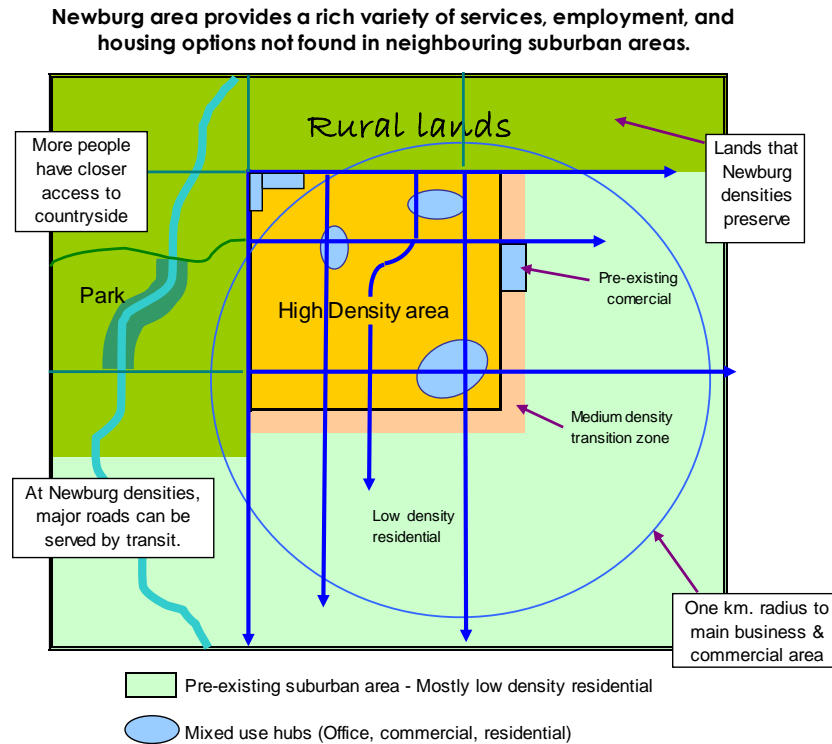 Newburg area provides a rich variety of services, employment, and
housing options not found in neighbouring suburban areas.
Rural lands
More people
have closer
access to
countryside
Lands that
Newburg
densities
preserve
Park
High Density area
Pre-existing
comercial
Medium density
transition zone
At Newburg densities,
major roads can be
served by transit.
Low density
residential
One km. radius to
main business &
commercial area
Pre-existing suburban area - Mostly low density residential
Mixed use hubs (Office, commercial, residential)